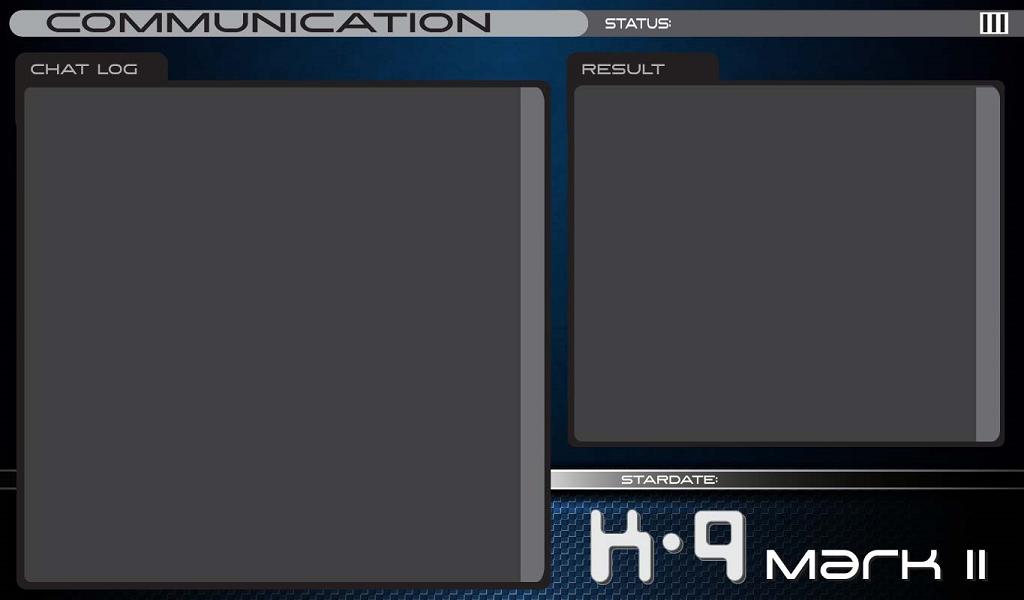 COMMUNICATION
STATUS:
CHAT LOG
RESULT
STARDATE:
K·9 Mark II